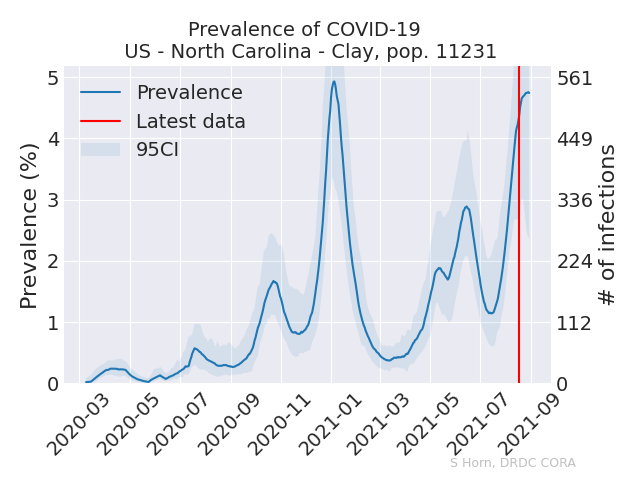 Prevalence of COVID-19
US - North Carolina - Clay, pop. 11231
Prevalence (%)
5
4
3
2
1
0
Prevalence
Latest data
95CI
561
449
336
224
112
0
# of infections
2020-03
2020-05
2020-07
2020-09
2020-11
2021-01
2021-03
2021-05
2021-07
2021-09
S Horn, DRDC CORA